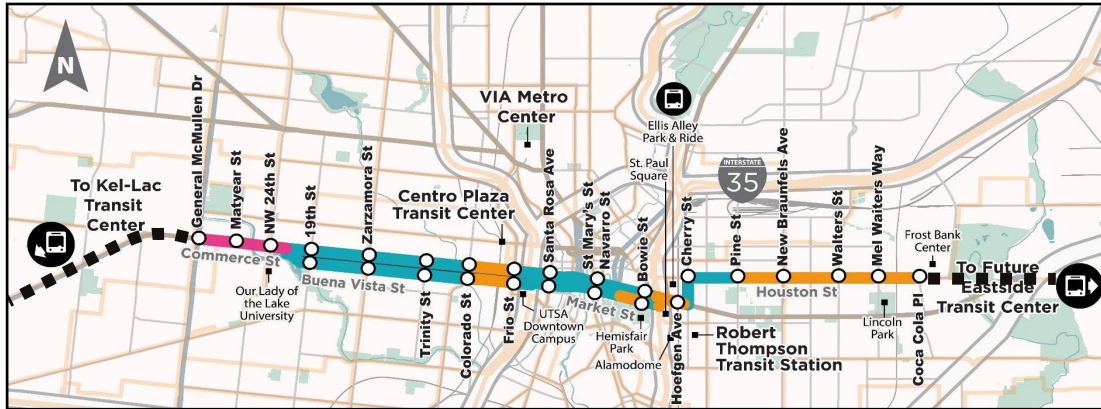 N
VIA Metro
Center
Ellis Alley
Park & Ride
St. Paul
Square
INTERSTATE
35
To Kel-Lac
Transit
Center
General McMullen Dr
Matyear St
NW 24th St
19th St
Zarzamora St
Centro Plaza
Transit Center
Santa Rosa Ave
St Mary's St
Navarro St
Bowie St
Cherry St
Pine St
New Braunfels Ave
Walters St
Mel Waiters Way
Frost Bank
Center
To Future
Eastside
Transit Center
Commerce St
Buena Vista St
Market St
Houston St
Our Lady of
the Lake
University
Trinity St
Colorado St
Frio St
UTSA
Downtown
Campus
Hemisfair
Park
Alamodome
Hoefgen Ave
Robert
Thompson
Transit Station
Lincoln
Park
Coca Cola Pl